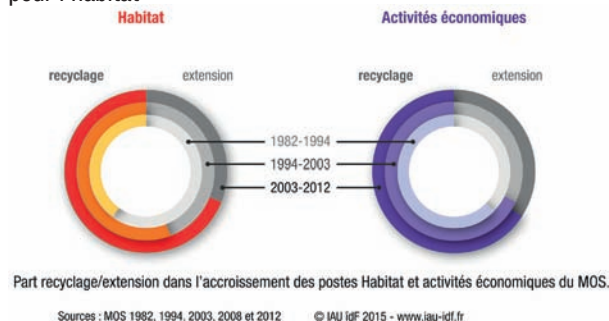 pour l'habitat
Habitat
Activités économiques
recyclage
extension
recyclage
extension
1982-1994
1994-2003
2003-2012
Part recyclage/extension dans l'accroissement des postes Habitat et activités économiques du MOS.
Sources : MOS 1982, 1994, 2003, 2008 et 2012 © IAU îdF 2015 - www.iau-idf.fr